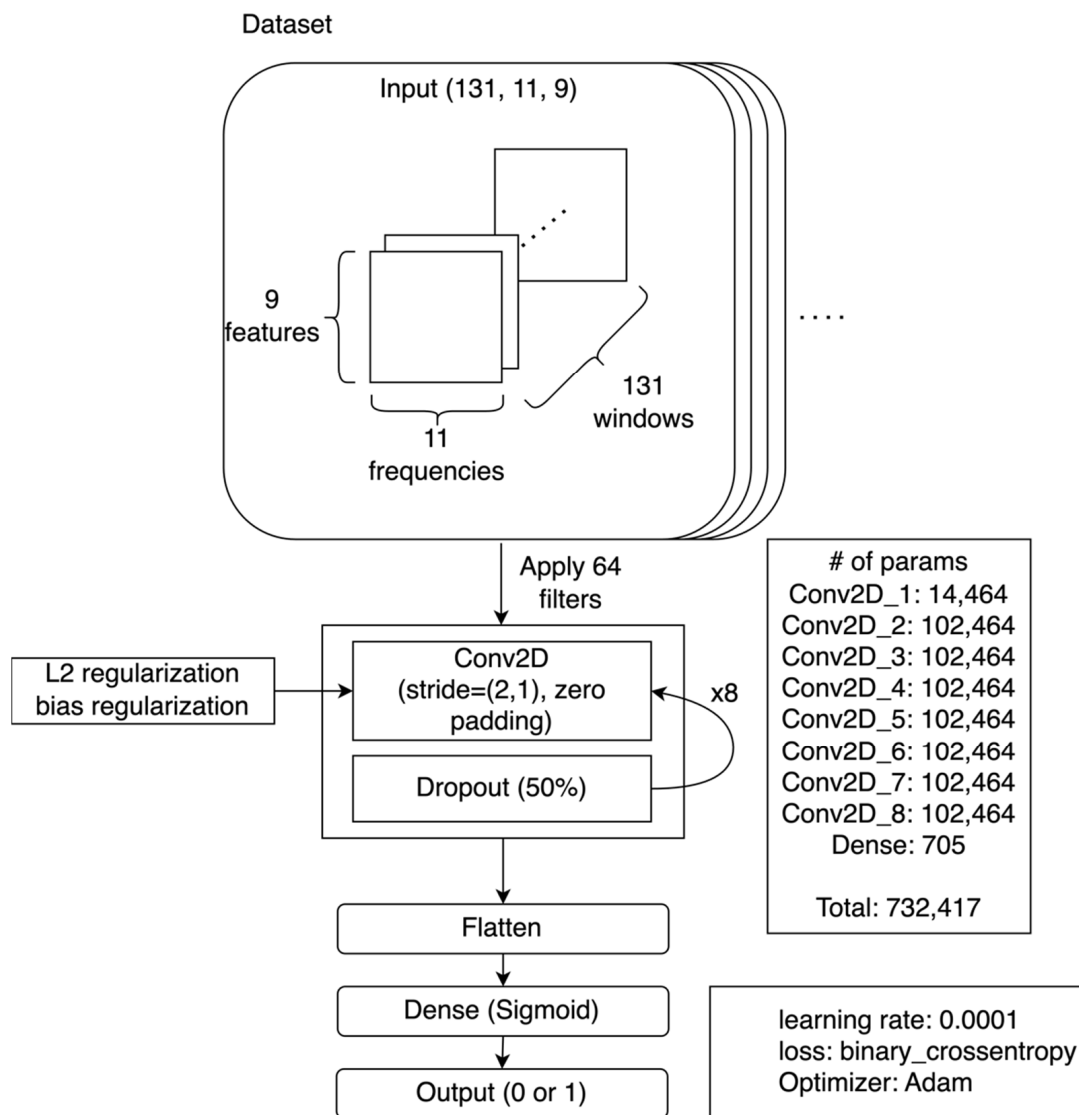 Dataset
Input (131, 11, 9)
9
features
11
frequencies
131
windows
....
Apply 64
filters
L2 regularization
bias regularization
Conv2D
(stride=(2,1), zero
padding)
x8
Dropout (50%)
Flatten
Dense (Sigmoid)
Output (0 or 1)
# of params
Conv2D_1: 14,464
Conv2D_2: 102,464
Conv2D_3: 102,464
Conv2D_4: 102,464
Conv2D_5: 102,464
Conv2D_6: 102,464
Conv2D_7: 102,464
Conv2D_8: 102,464
Dense: 705
Total: 732,417
learning rate: 0.0001
loss: binary_crossentropy
Optimizer: Adam